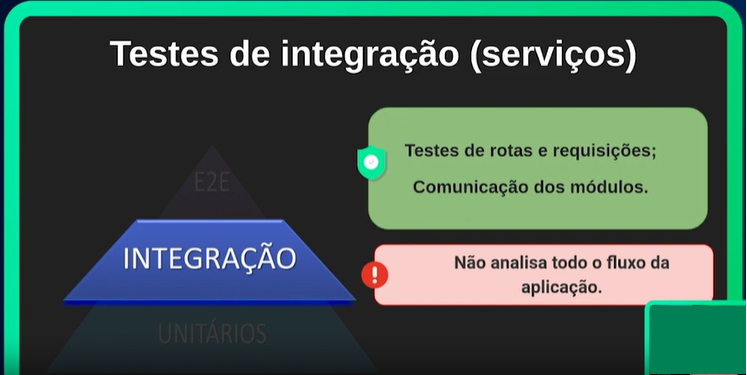 Testes de integração (serviços)
E2E
INTEGRAÇÃO
UNITÁRIOS
Testes de rotas e requisições;
Comunicação dos módulos.
Não analisa todo o fluxo da
aplicação.